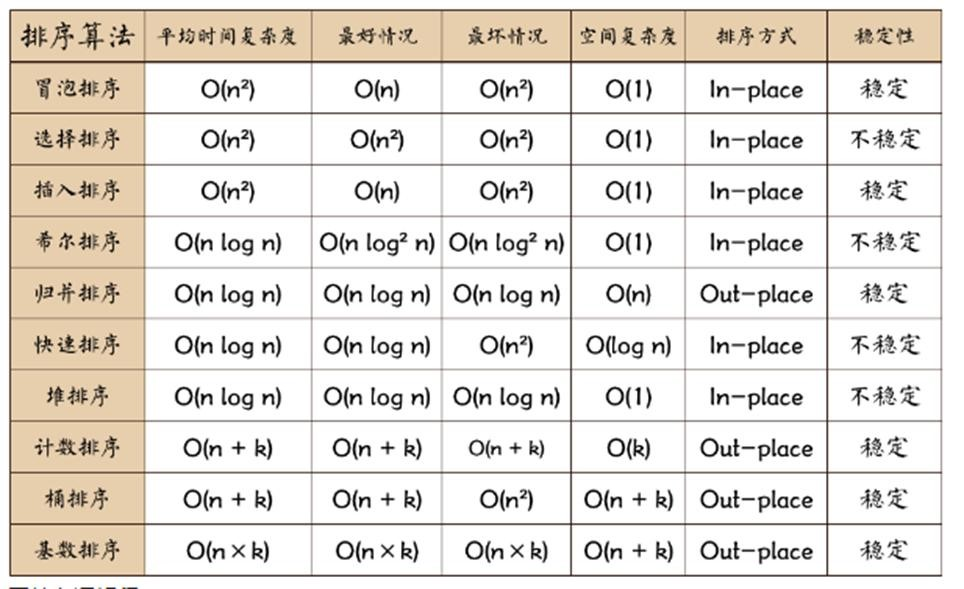 排序算法 平均时间复杂度 最好情况 最坏情况 空间复杂度 排序方式 稳定性
冒泡排序 O(n²) O(n) O(n²) O(1) In-place 稳定
选择排序 O(n²) O(n²) O(n²) O(1) In-place 不稳定
插入排序 O(n²) O(n) O(n²) O(1) In-place 稳定
希尔排序 O(n log n) O(n log² n) O(n log² n) O(1) In-place 不稳定
归并排序 O(n log n) O(n log n) O(n log n) O(n) Out-place 稳定
快速排序 O(n log n) O(n log n) O(n²) O(log n) In-place 不稳定
堆排序 O(n log n) O(n log n) O(n log n) O(1) In-place 不稳定
计数排序 O(n + k) O(n + k) O(n + k) O(k) Out-place 稳定
桶排序 O(n + k) O(n + k) O(n²) O(n + k) Out-place 稳定
基数排序 O(n×k) O(n×k) O(n×k) O(n + k) Out-place 稳定